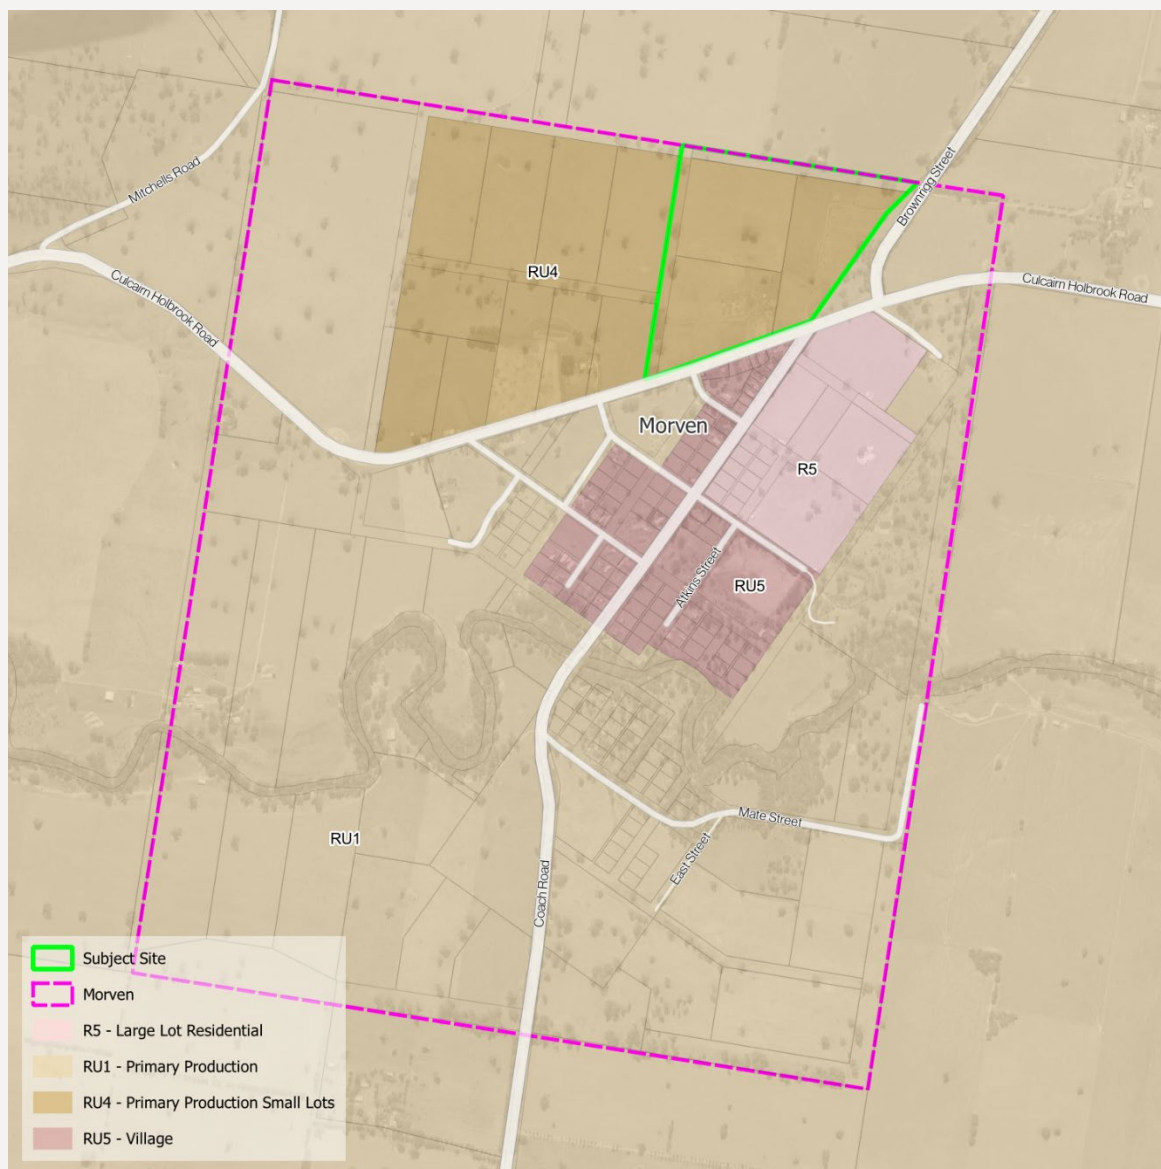 Mitchells Road
Brownrigg Street
Culcairn Holbrook Road
Culcairn Holbrook Road
RU4
Morven
R5
Atkins Street
RU5
Mate Street
RU1
East Street
Coach Road
Subject Site
Morven
R5 - Large Lot Residential
RU1 - Primary Production
RU4 - Primary Production Small Lots
RU5 - Village